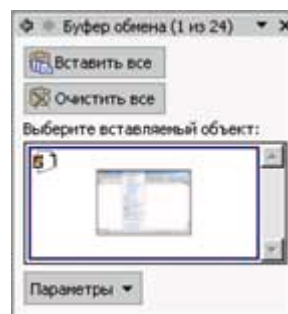 Буфер обмена (1 из 24)
Вставить все
Очистить все
Выберите вставляемый объект:
Параметры